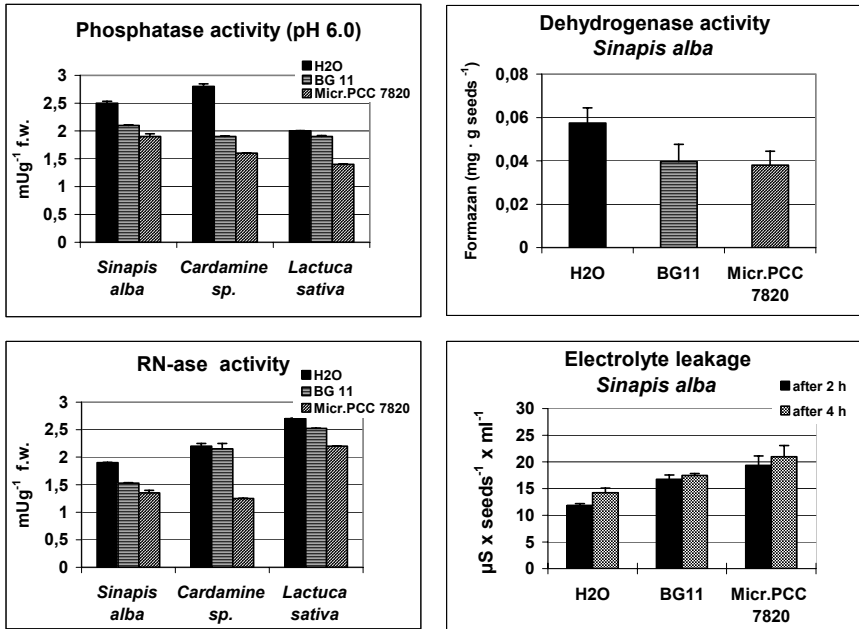 Phosphatase activity (pH 6.0)
H2O
BG 11
Micr.PCC 7820
mUg⁻¹ f.w.
3
2,5
2
1,5
1
0,5
0
Sinapis alba
Cardamine sp.
Lactuca sativa
Dehydrogenase activity
Sinapis alba
Formazan (mg · g seeds ⁻¹)
0,08
0,06
0,04
0,02
0
H2O
BG11
Micr.PCC
7820
RN-ase activity
H2O
BG 11
Micr.PCC 7820
mUg⁻¹ f.w.
3
2,5
2
1,5
1
0,5
0
Sinapis alba
Cardamine sp.
Lactuca sativa
Electrolyte leakage
Sinapis alba
after 2 h
after 4 h
µS x seeds⁻¹ x ml⁻¹
30
25
20
15
10
5
0
H2O
BG11
Micr.PCC
7820